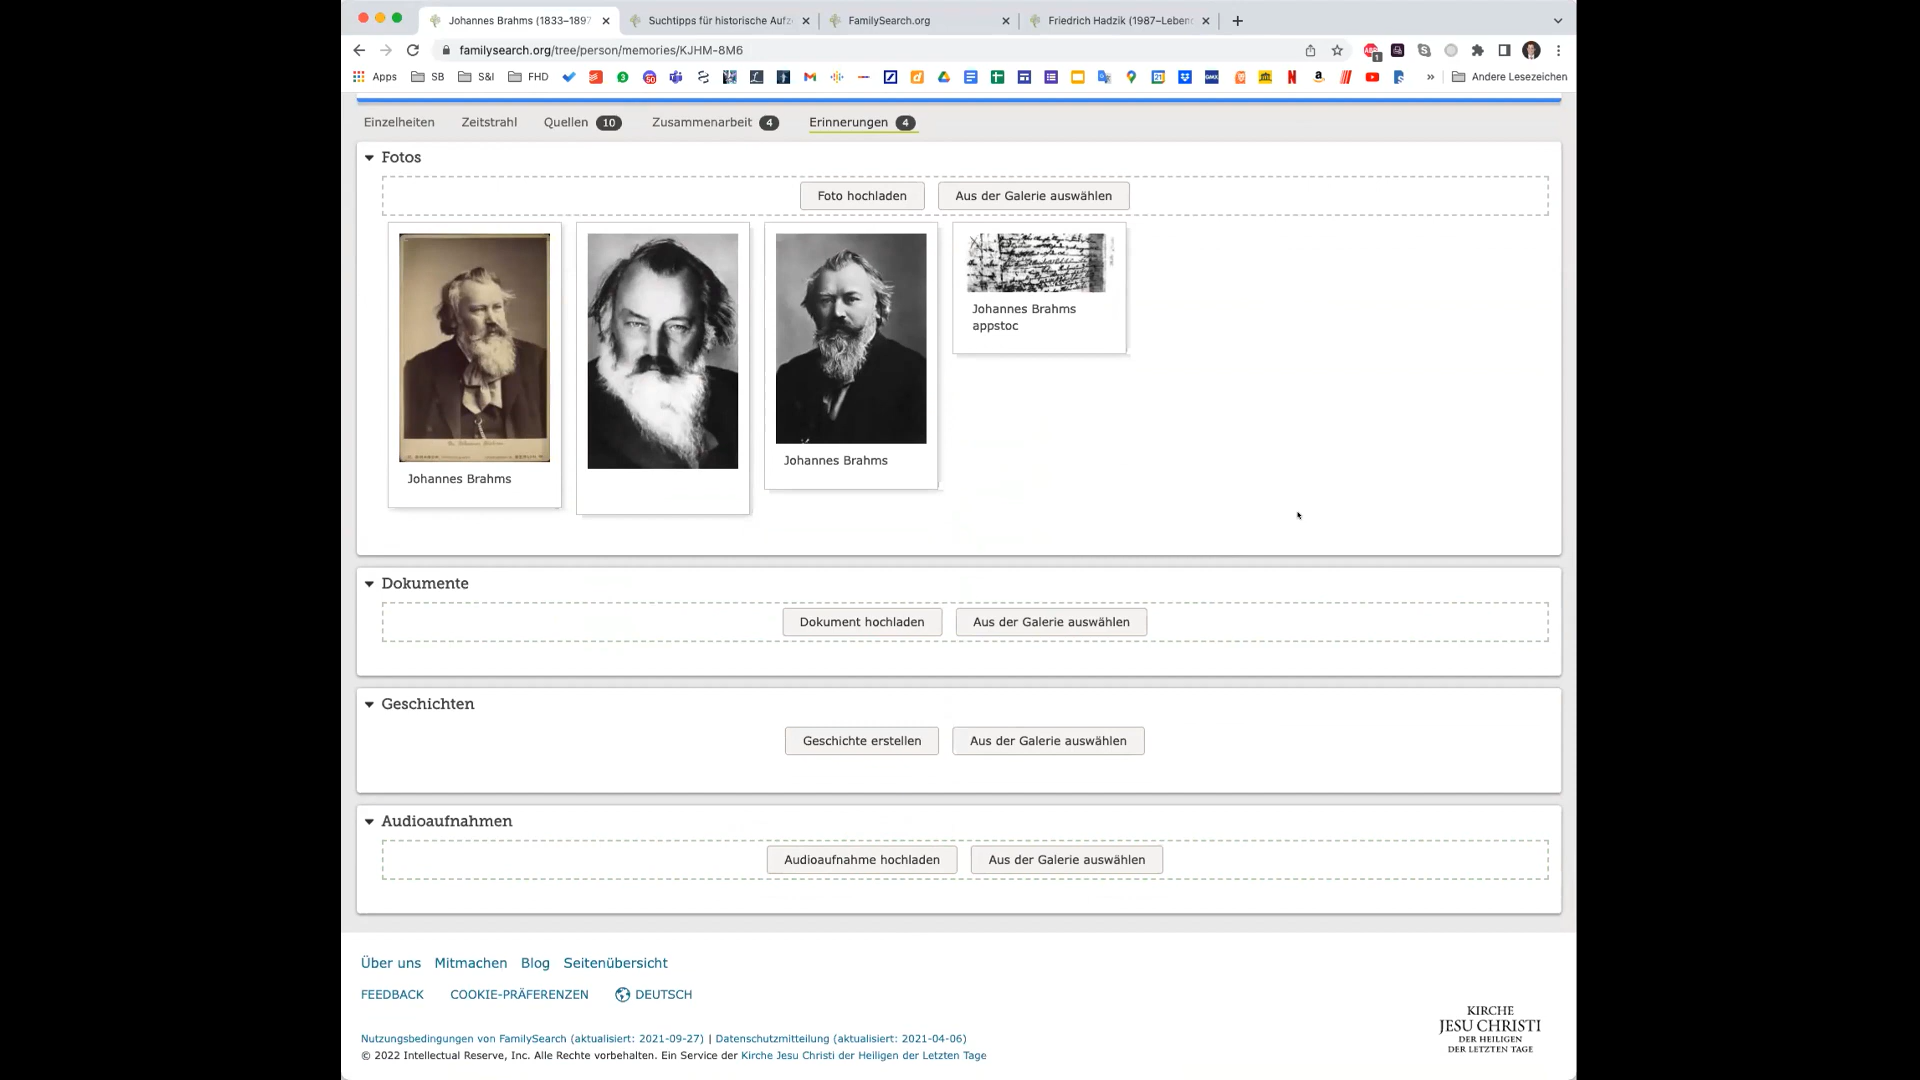 Johannes Brahms (1833–1897
Suchtipps für historische Aufz
FamilySearch.org
Friedrich Hadzik (1987–Leben
familysearch.org/tree/person/memories/KJHM-8M6
Apps
SB
S&I
FHD
Andere Lesezeichen
Einzelheiten
Zeitstrahl
Quellen 10
Zusammenarbeit 4
Erinnerungen 4
Fotos
Foto hochladen
Aus der Galerie auswählen
Johannes Brahms
Johannes Brahms
Johannes Brahms
appstoc
Dokumente
Dokument hochladen
Aus der Galerie auswählen
Geschichten
Geschichte erstellen
Aus der Galerie auswählen
Audioaufnahmen
Audioaufnahme hochladen
Aus der Galerie auswählen
Über uns
Mitmachen
Blog
Seitenübersicht
FEEDBACK
COOKIE-PRÄFERENZEN
DEUTSCH
Nutzungsbedingungen von FamilySearch (aktualisiert: 2021-09-27) | Datenschutzmitteilung (aktualisiert: 2021-04-06)
© 2022 Intellectual Reserve, Inc. Alle Rechte vorbehalten. Ein Service der Kirche Jesu Christi der Heiligen der Letzten Tage
KIRCHE
JESU CHRISTI
DER HEILIGEN
DER LETZTEN TAGE